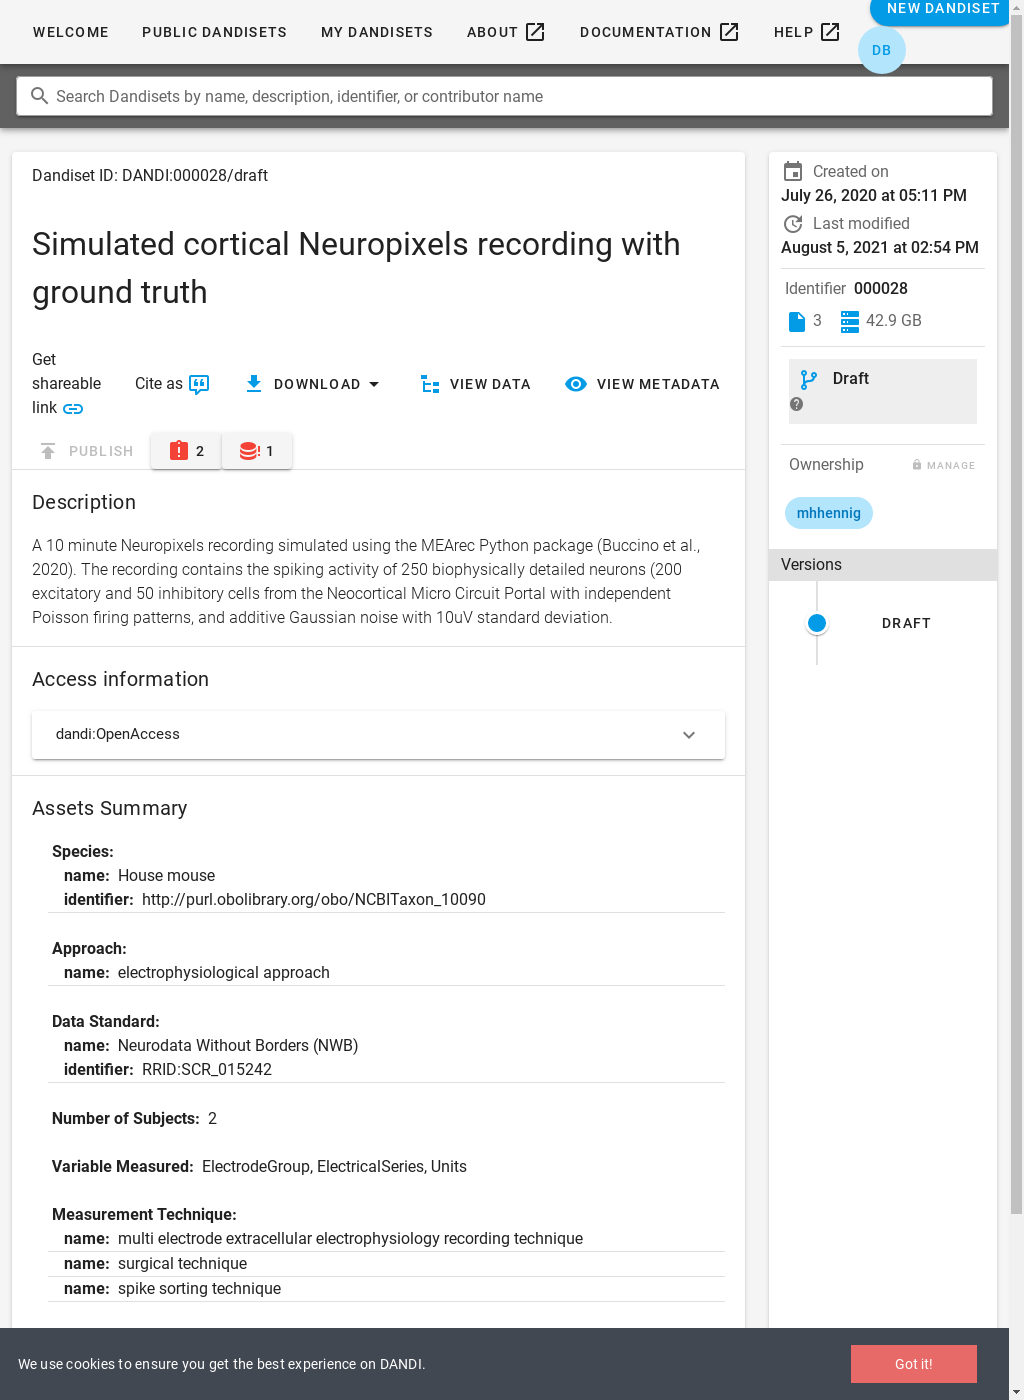 WELCOME PUBLIC DANDISETS MY DANDISETS ABOUT DOCUMENTATION HELP NEW DANDISET
DB
Search Dandisets by name, description, identifier, or contributor name
Dandiset ID: DANDI:000028/draft
Simulated cortical Neuropixels recording with
ground truth
Get
shareable
link
Cite as
DOWNLOAD
VIEW DATA
VIEW METADATA
PUBLISH
2
1
Description
A 10 minute Neuropixels recording simulated using the MEArec Python package (Buccino et al.,
2020). The recording contains the spiking activity of 250 biophysically detailed neurons (200
excitatory and 50 inhibitory cells from the Neocortical Micro Circuit Portal with independent
Poisson firing patterns, and additive Gaussian noise with 10uV standard deviation.
Access information
dandi:OpenAccess
Assets Summary
Species:
name: House mouse
identifier: http://purl.obolibrary.org/obo/NCBITaxon_10090
Approach:
name: electrophysiological approach
Data Standard:
name: Neurodata Without Borders (NWB)
identifier: RRID:SCR_015242
Number of Subjects: 2
Variable Measured: ElectrodeGroup, ElectricalSeries, Units
Measurement Technique:
name: multi electrode extracellular electrophysiology recording technique
name: surgical technique
name: spike sorting technique
Created on
July 26, 2020 at 05:11 PM
Last modified
August 5, 2021 at 02:54 PM
Identifier 000028
3 42.9 GB
Draft
Ownership MANAGE
mhhennig
Versions
DRAFT
We use cookies to ensure you get the best experience on DANDI.
Got it!